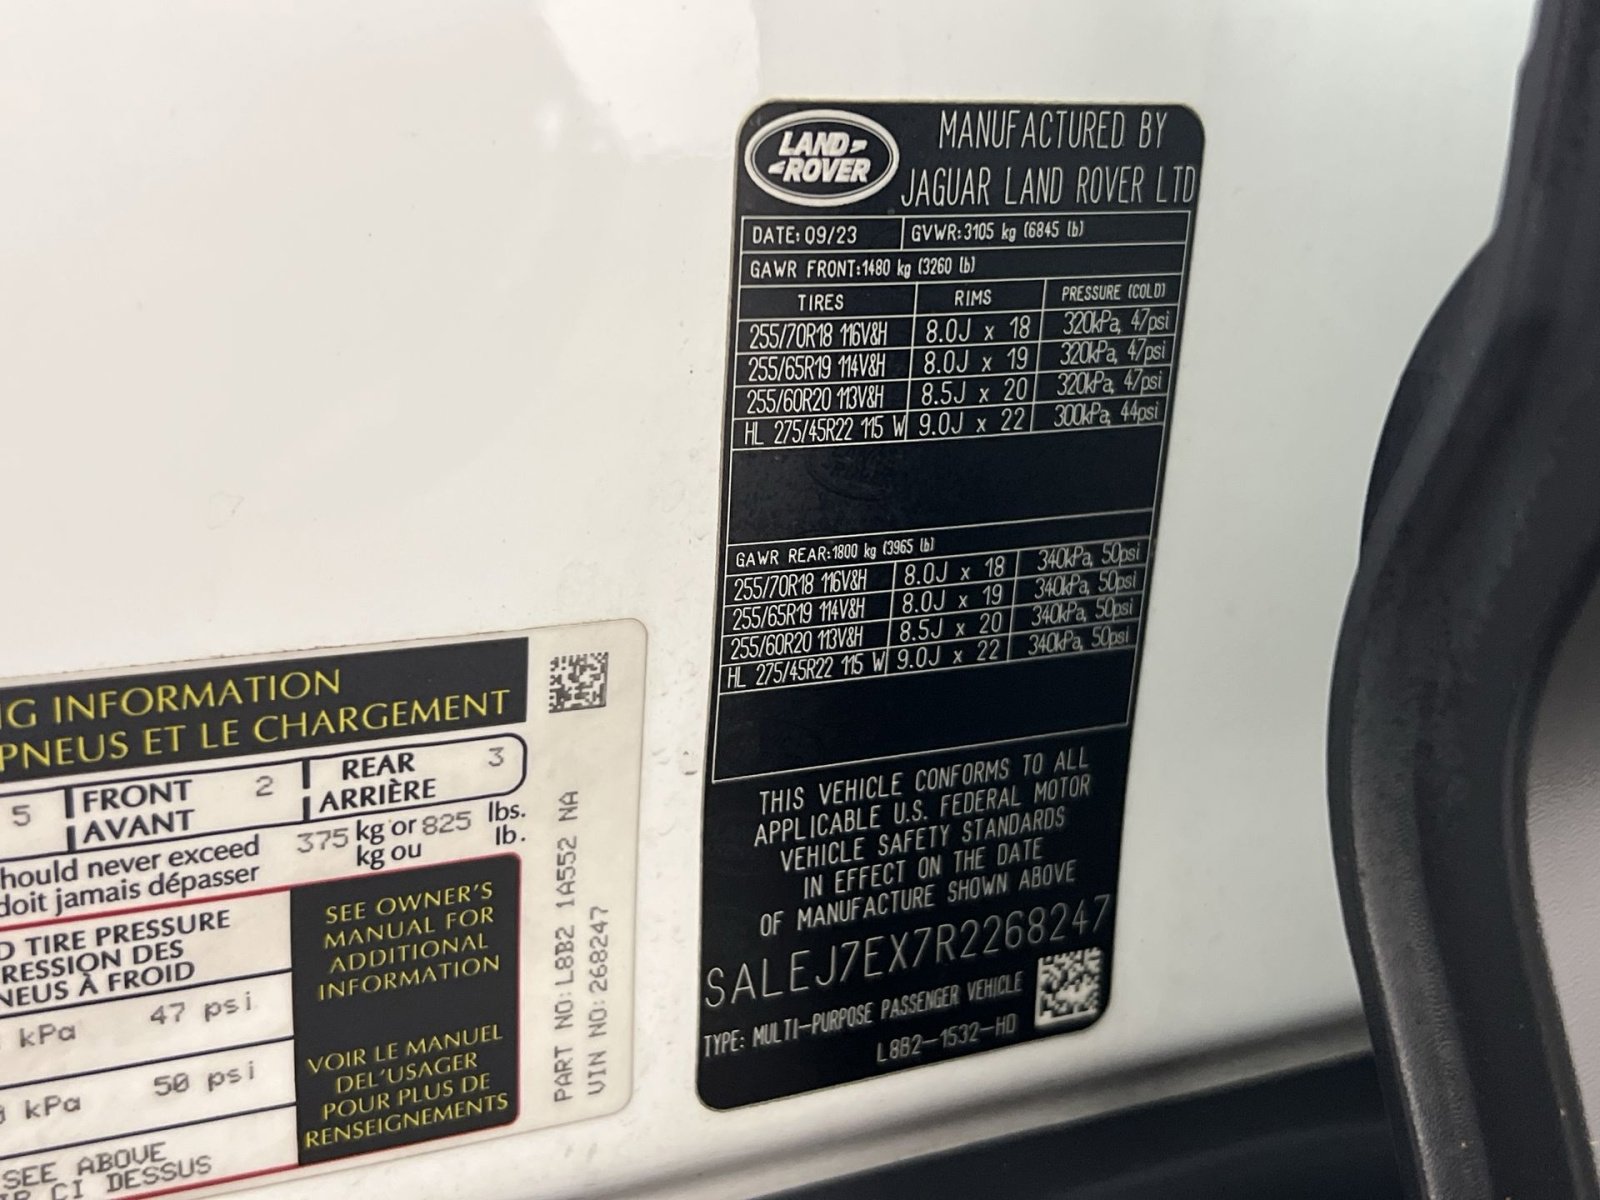 LAND
ROVER
MANUFACTURED BY
JAGUAR LAND ROVER LTD
DATE: 09/23 GVWR: 3105 kg (6845 lb)
GAWR FRONT: 1480 kg (3260 lb)
TIRES RIMS PRESSURE (COLD)
255/70R18 116V&H 8.0J x 18 320kPa, 47psi
255/65R19 114V&H 8.0J x 19 320kPa, 47psi
255/60R20 113V&H 8.5J x 20 320kPa, 47psi
HL 275/45R22 115 W 9.0J x 22 300kPa, 44psi
GAWR REAR: 1800 kg (3965 lb)
255/70R18 116V&H 8.0J x 18 340kPa, 50psi
255/65R19 114V&H 8.0J x 19 340kPa, 50psi
255/60R20 113V&H 8.5J x 20 340kPa, 50psi
HL 275/45R22 115 W 9.0J x 22 340kPa, 50psi
THIS VEHICLE CONFORMS TO ALL
APPLICABLE U.S. FEDERAL MOTOR
VEHICLE SAFETY STANDARDS
IN EFFECT ON THE DATE
OF MANUFACTURE SHOWN ABOVE
SALEJ7EX7R2268247
TYPE: MULTI-PURPOSE PASSENGER VEHICLE
L8B2-1532-HD
NG INFORMATION
PNEUS ET LE CHARGEMENT
5 FRONT 2 REAR 3
AVANT ARRIÈRE
hould never exceed 375 kg or 825 lbs.
doit jamais dépasser kg ou lb.
D TIRE PRESSURE
RESSION DES
NEUS À FROID
kPa 47 psi
kPa 50 psi
SEE ABOVE
CI DESSUS
SEE OWNER'S
MANUAL FOR
ADDITIONAL
INFORMATION
VOIR LE MANUEL
DEL'USAGER
POUR PLUS DE
RENSEIGNEMENTS
PART NO: L8B2 1A552 NA
VIN NO: 268247